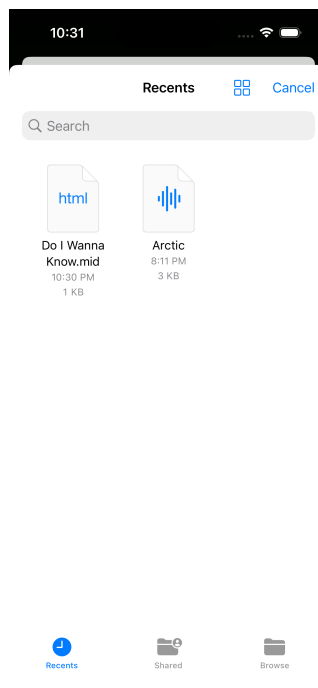 10:31
Recents
Cancel
Search
html
Do I Wanna
Know.mid
10:30 PM
1 KB
Arctic
8:11 PM
3 KB
Recents
Shared
Browse